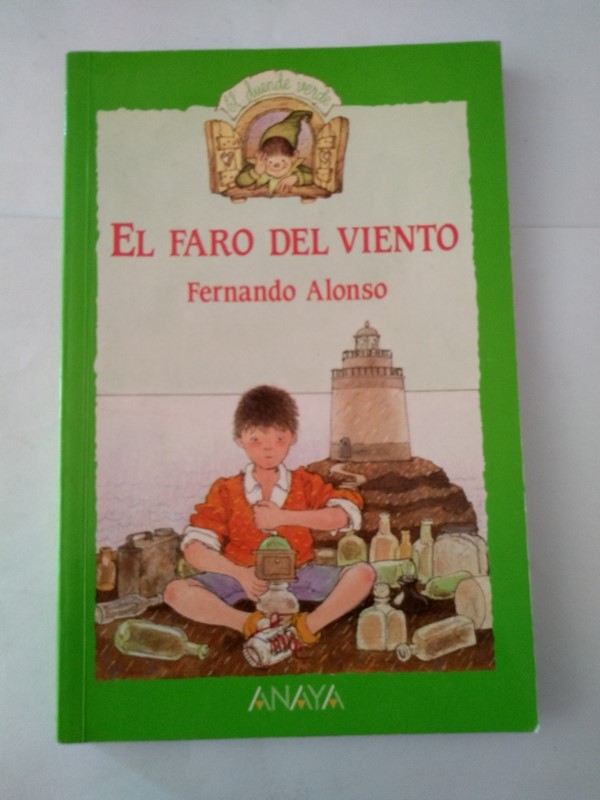 El duende verde
EL FARO DEL VIENTO
Fernando Alonso
ANAYA